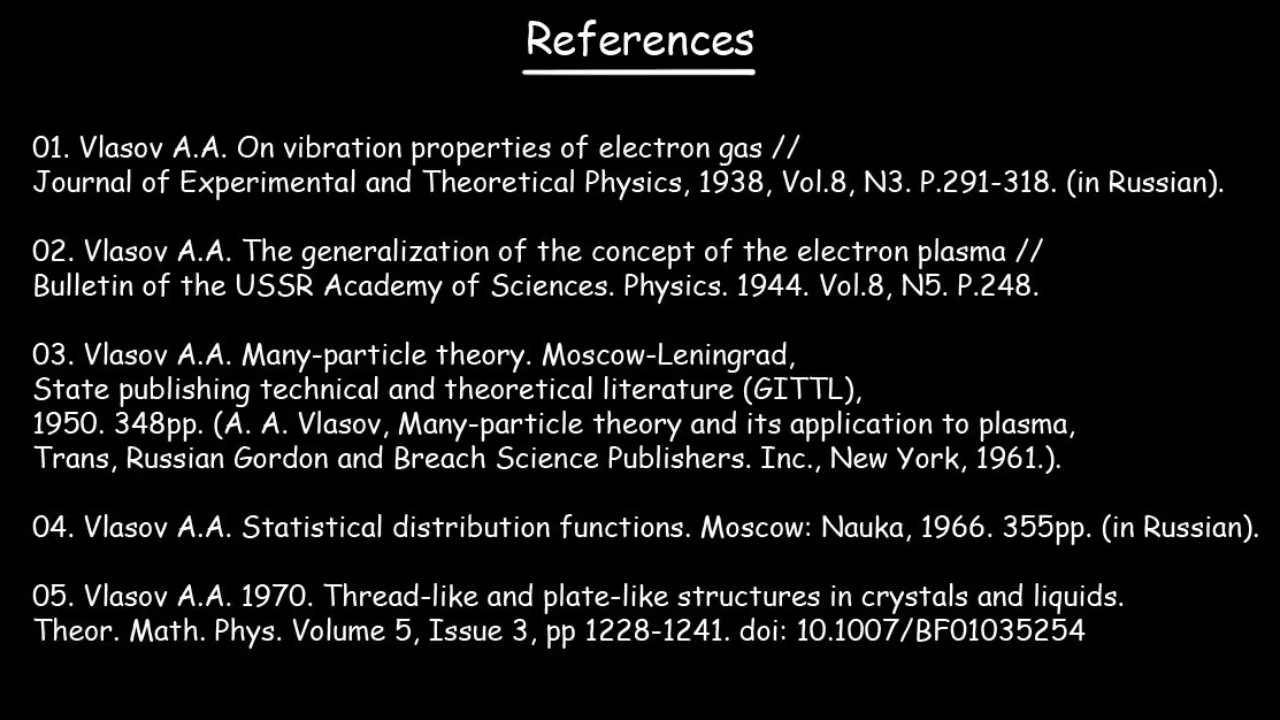 References
01. Vlasov A.A. On vibration properties of electron gas //
Journal of Experimental and Theoretical Physics, 1938, Vol.8, N3. P.291-318. (in Russian).
02. Vlasov A.A. The generalization of the concept of the electron plasma //
Bulletin of the USSR Academy of Sciences. Physics. 1944. Vol.8, N5. P.248.
03. Vlasov A.A. Many-particle theory. Moscow-Leningrad,
State publishing technical and theoretical literature (GITTL),
1950. 348pp. (A. A. Vlasov, Many-particle theory and its application to plasma,
Trans, Russian Gordon and Breach Science Publishers. Inc., New York, 1961.).
04. Vlasov A.A. Statistical distribution functions. Moscow: Nauka, 1966. 355pp. (in Russian).
05. Vlasov A.A. 1970. Thread-like and plate-like structures in crystals and liquids.
Theor. Math. Phys. Volume 5, Issue 3, pp 1228-1241. doi: 10.1007/BF01035254